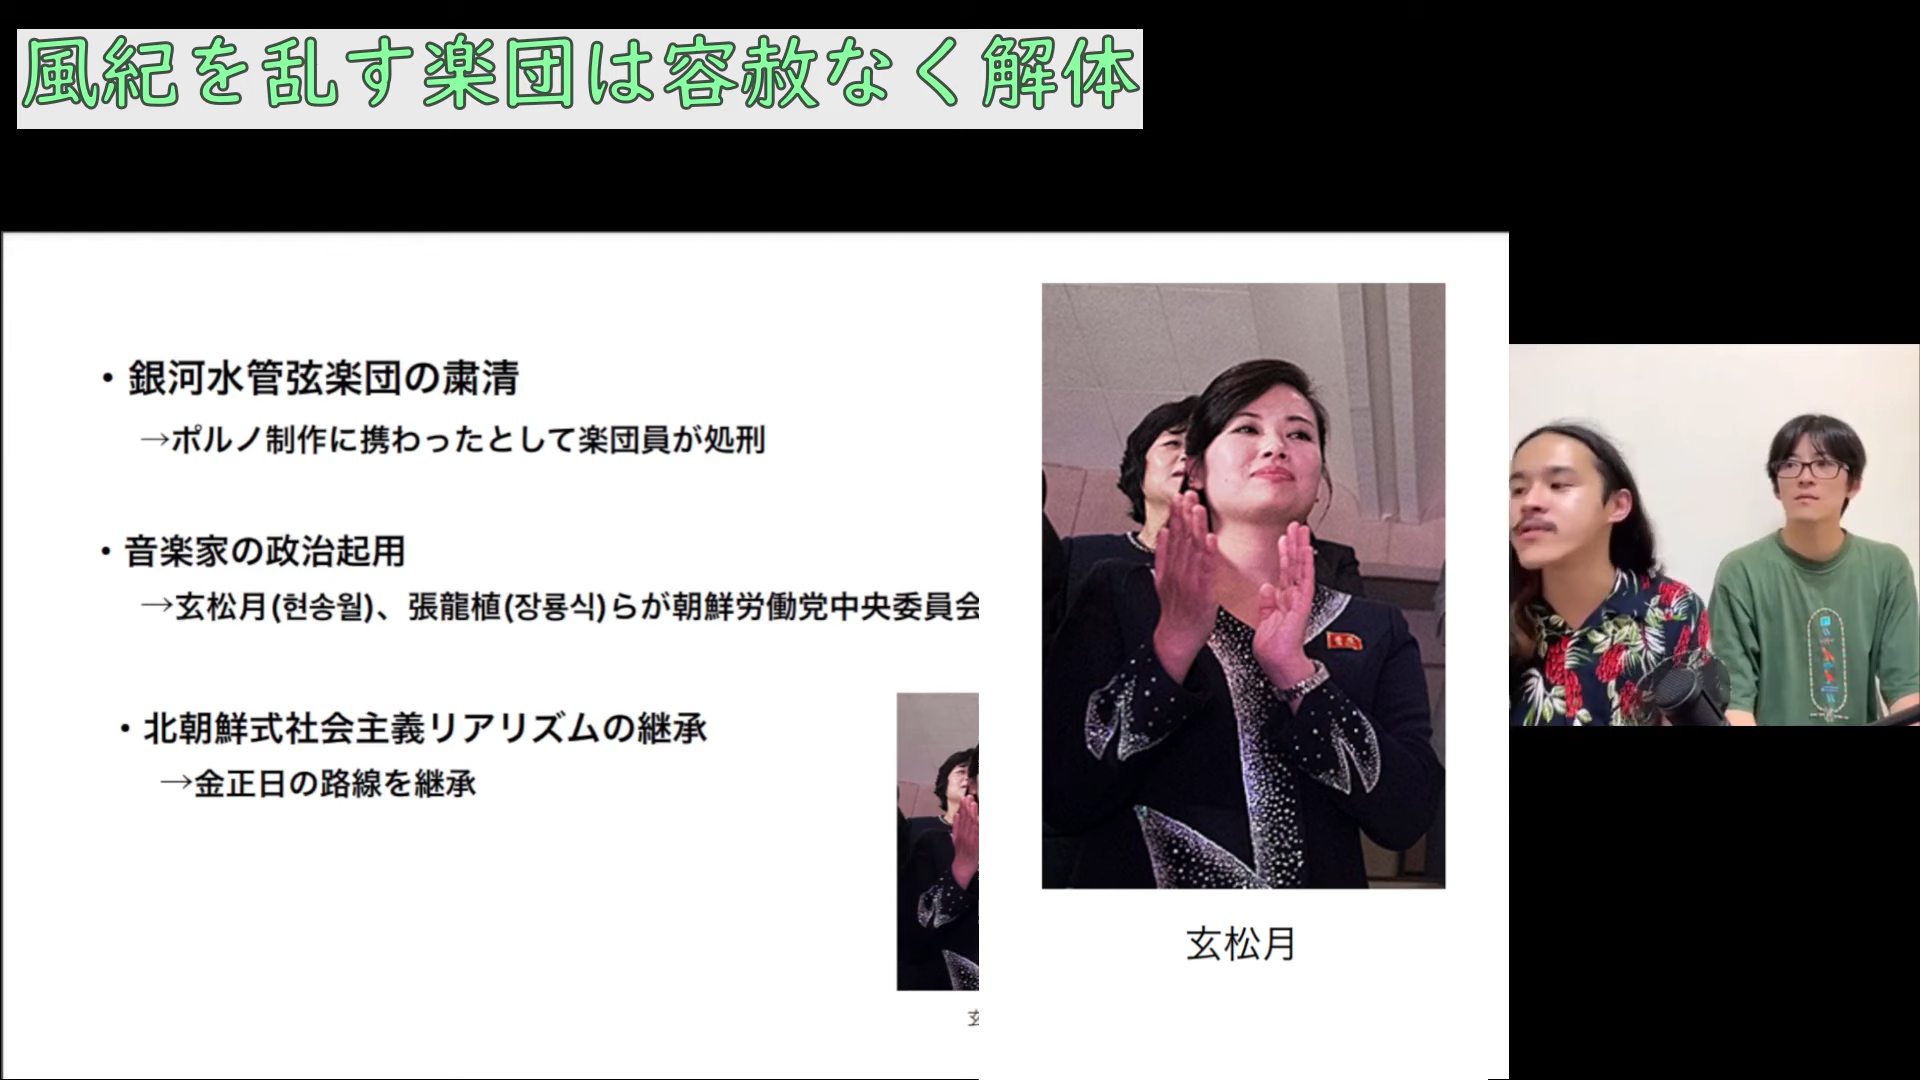 風紀を乱す楽団は容赦なく解体
・銀河水管弦楽団の粛清
→ポルノ制作に携わったとして楽団員が処刑
・音楽家の政治起用
→玄松月(현송월)、張龍植(장룡식)らが朝鮮労働党中央委員会
・北朝鮮式社会主義リアリズムの継承
→金正日の路線を継承
玄松月